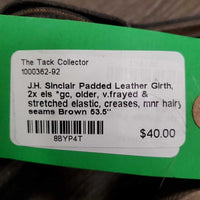 The Tack Collector
1000362-92
J.H. Sinclair Padded Leather Girth,
2x els *gc, older, v.frayed &
stretched elastic, creases, mnr hairy
seams Brown 53.5"
8BYP4T
$40.00